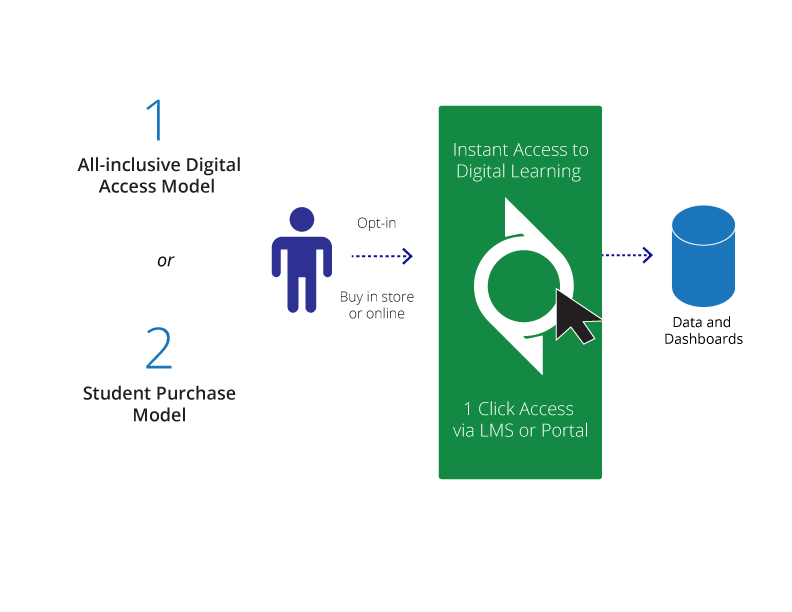 1
All-inclusive Digital
Access Model
or
2
Student Purchase
Model
Opt-in
Buy in store
or online
Instant Access to
Digital Learning
1 Click Access
via LMS or Portal
Data and
Dashboards